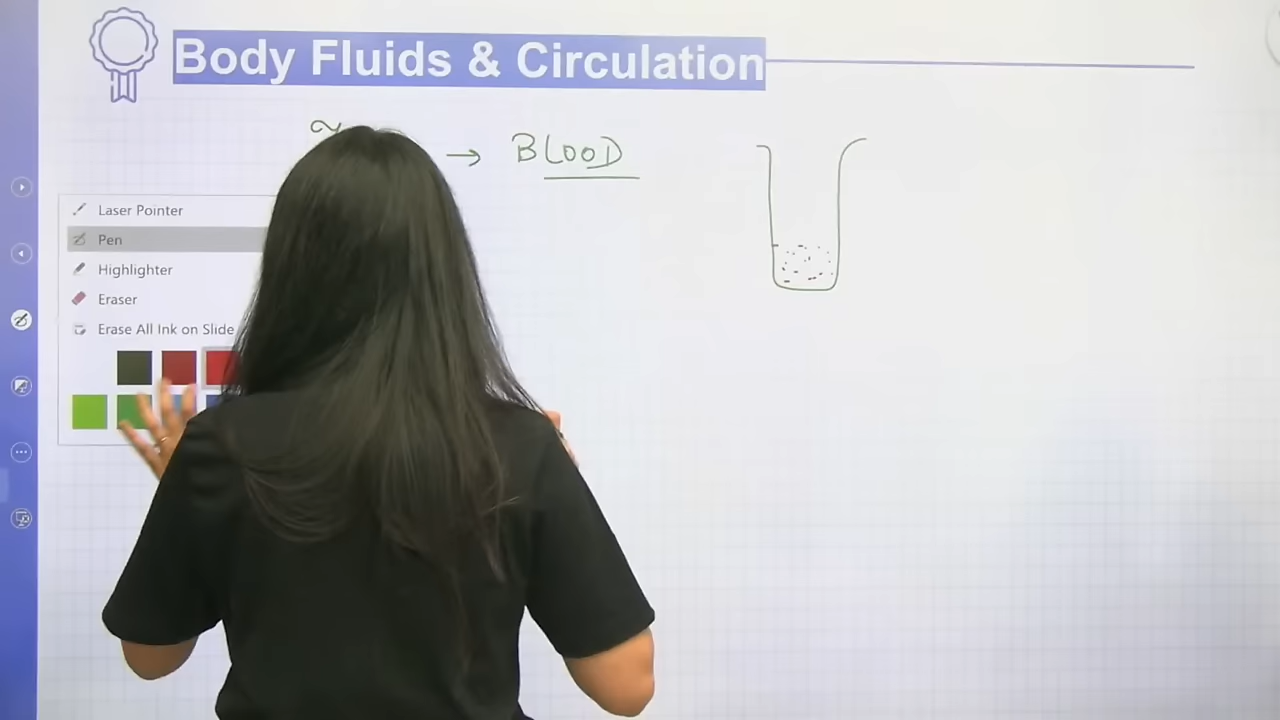 Body Fluids & Circulation
→ BLOOD
Laser Pointer
Pen
Highlighter
Eraser
Erase All Ink on Slide